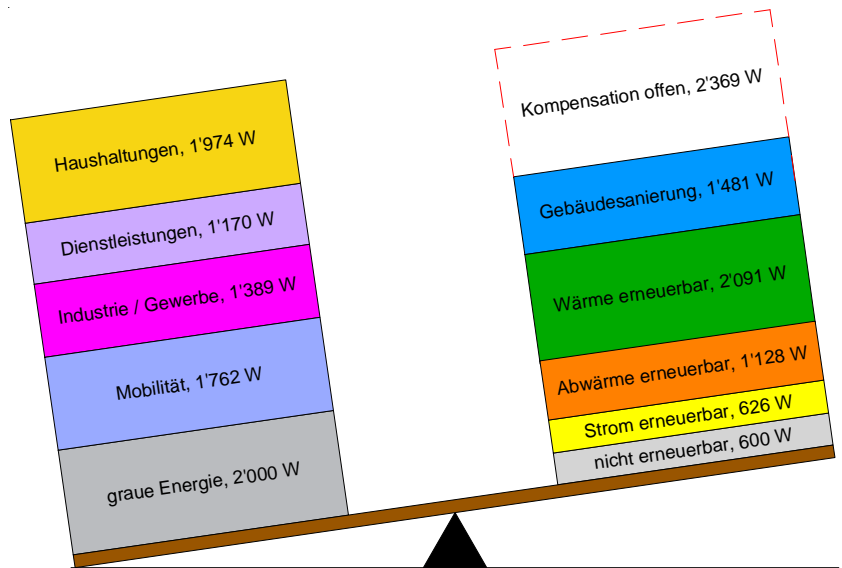 Haushaltungen, 1'974 W
Dienstleistungen, 1'170 W
Industrie / Gewerbe, 1'389 W
Mobilität, 1'762 W
graue Energie, 2'000 W
Kompensation offen, 2'369 W
Gebäudesanierung, 1'481 W
Wärme erneuerbar, 2'091 W
Abwärme erneuerbar, 1'128 W
Strom erneuerbar, 626 W
nicht erneuerbar, 600 W